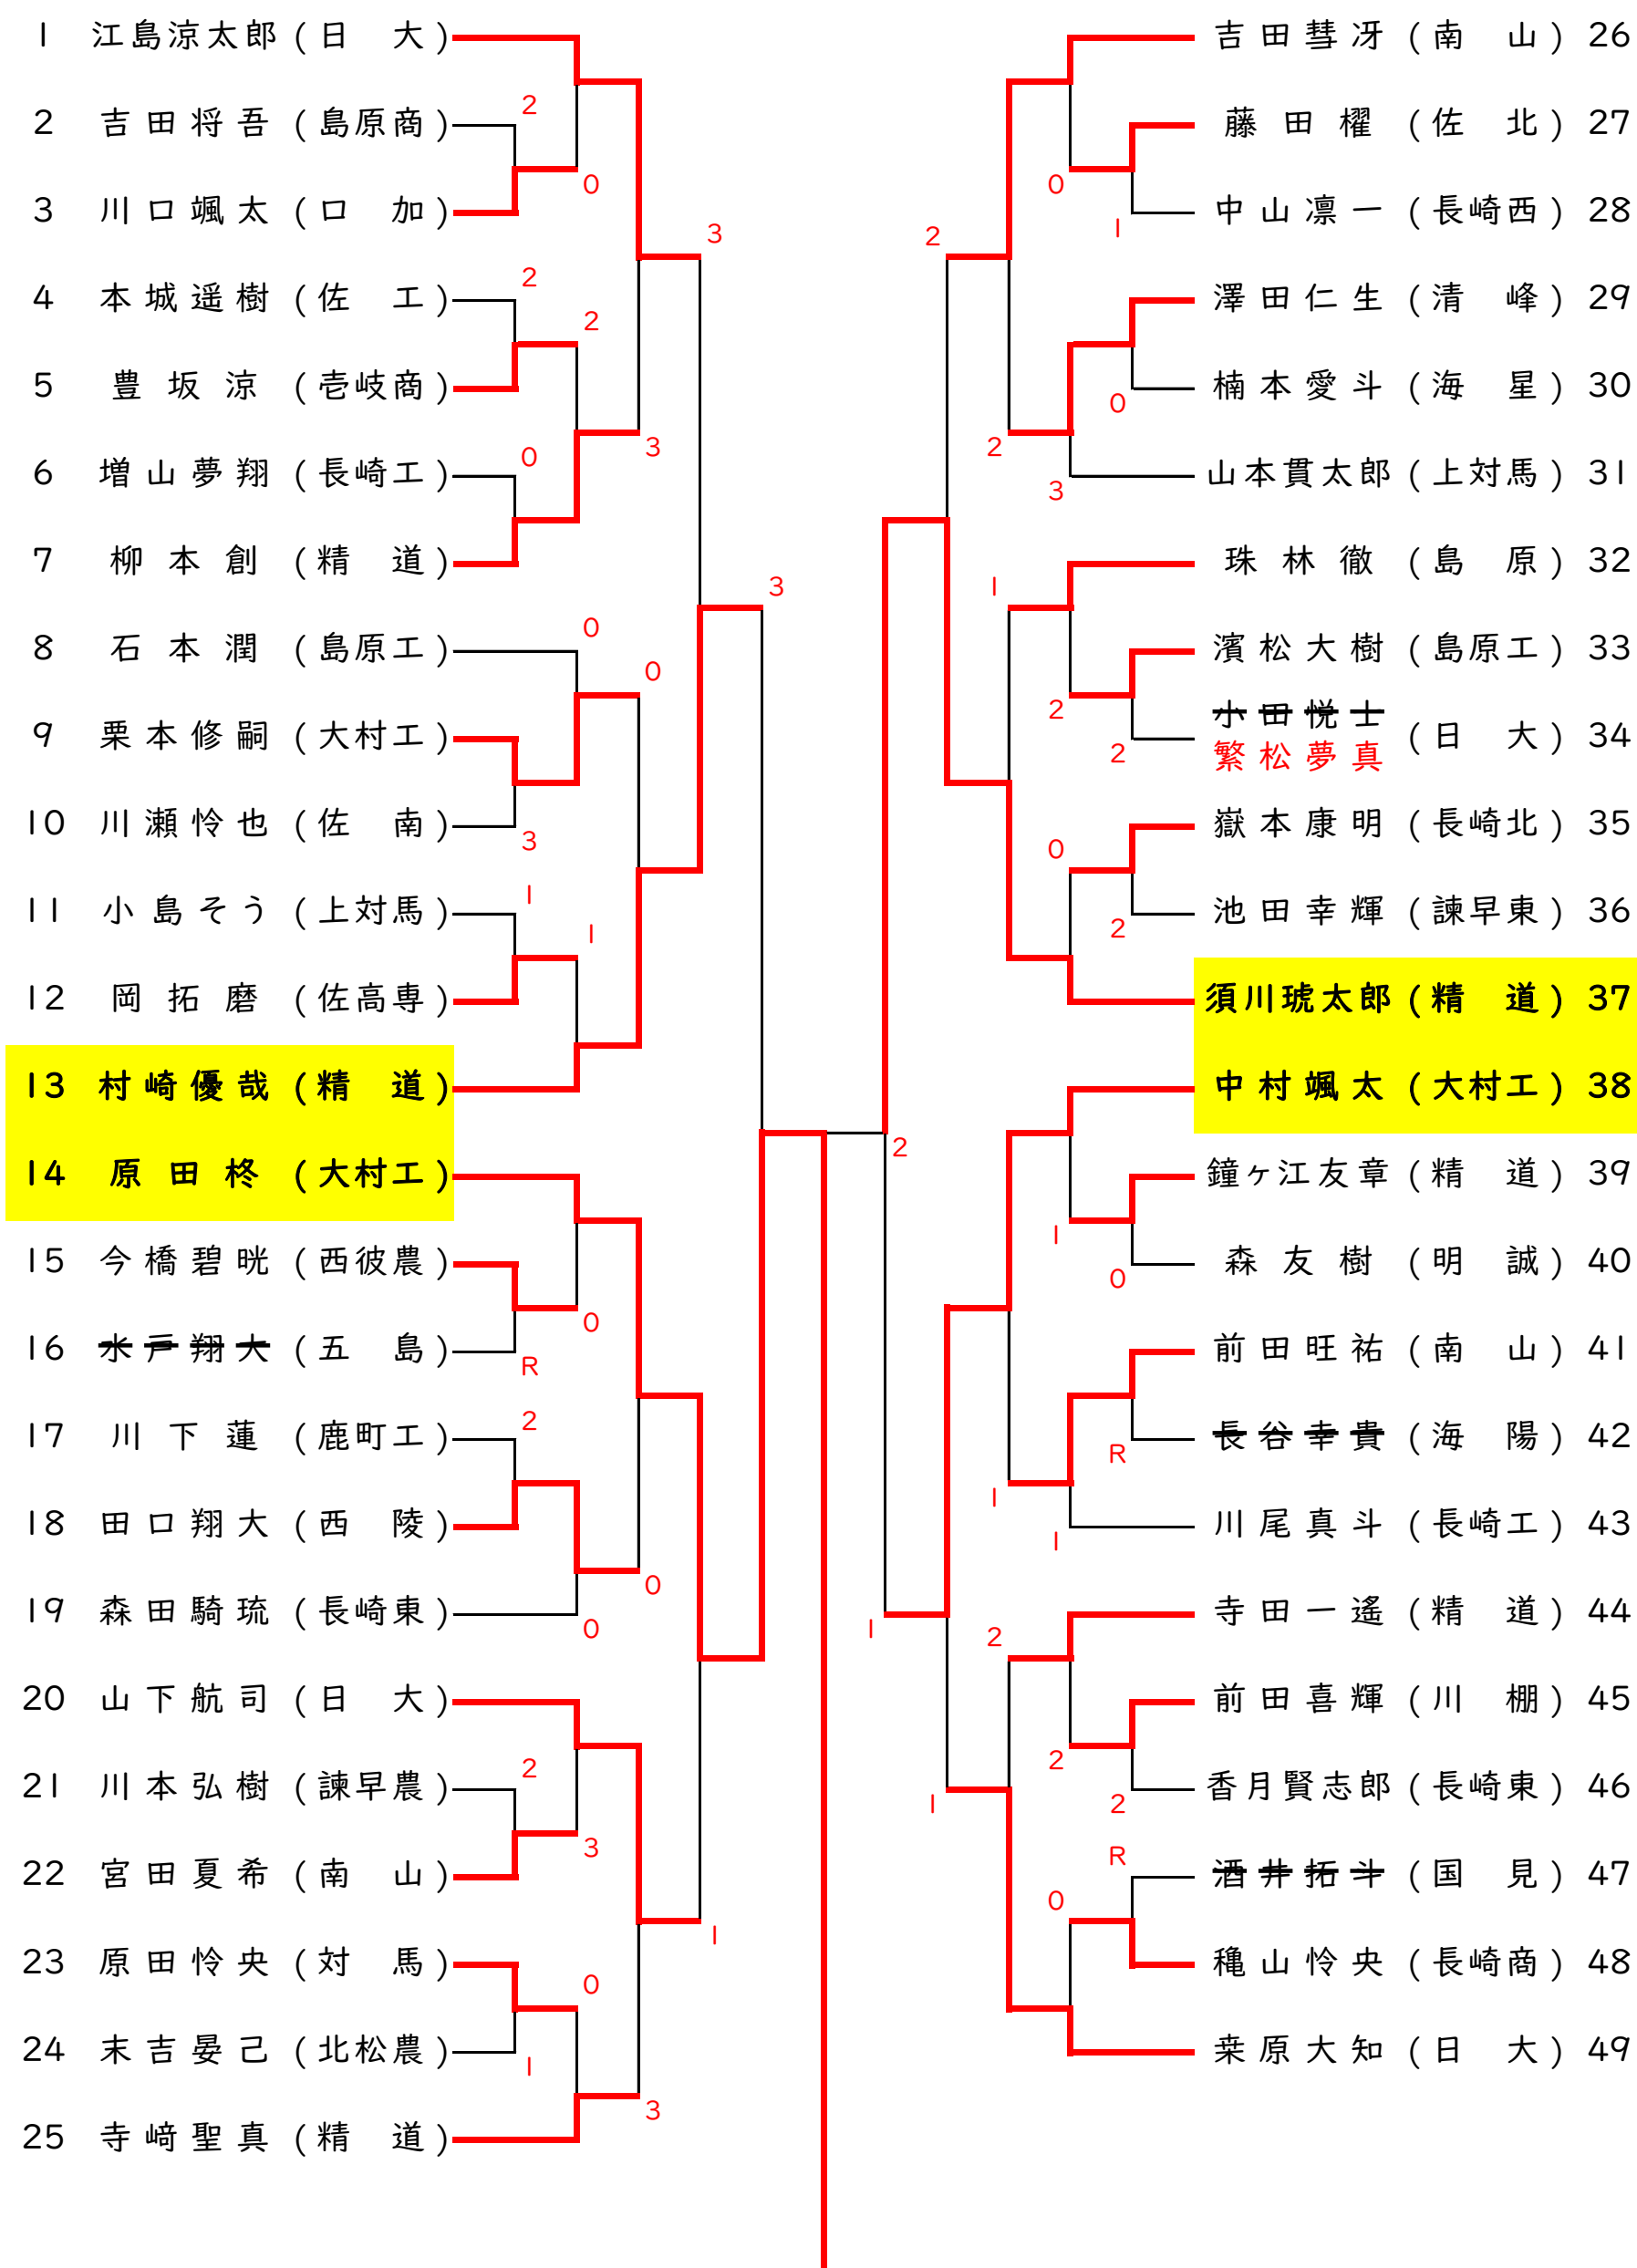 1 江島涼太郎 (日 大)
2 吉田将吾 (島原商)
3 川口颯太 (口 加)
4 本城遥樹 (佐 工)
5 豊坂涼 (壱岐商)
6 増山夢翔 (長崎工)
7 柳本創 (精 道)
8 石本潤 (島原工)
9 栗本修嗣 (大村工)
10 川瀬怜也 (佐 南)
11 小島そう (上対馬)
12 岡拓磨 (佐高専)
13 村崎優哉 (精 道)
14 原田柊 (大村工)
15 今橋碧晄 (西彼農)
16 水戸翔大 (五 島)
17 川下蓮 (鹿町工)
18 田口翔大 (西 陵)
19 森田騎琉 (長崎東)
20 山下航司 (日 大)
21 川本弘樹 (諫早農)
22 宮田夏希 (南 山)
23 原田怜央 (対 馬)
24 末吉晏己 (北松農)
25 寺﨑聖真 (精 道)
2
0
3
2
2
3
0
3
0
0
3
1
1
0
R
2
0
0
2
3
1
0
1
3
吉田彗冴 (南 山) 26
藤田櫂 (佐 北) 27
中山凛一 (長崎西) 28
澤田仁生 (清 峰) 29
楠本愛斗 (海 星) 30
山本貫太郎 (上対馬) 31
珠林徹 (島 原) 32
濱松大樹 (島原工) 33
小田悦士
繁松夢真 (日 大) 34
嶽本康明 (長崎北) 35
池田幸輝 (諫早東) 36
須川琥太郎 (精 道) 37
中村颯太 (大村工) 38
鐘ヶ江友章 (精 道) 39
森友樹 (明 誠) 40
前田旺祐 (南 山) 41
長谷幸貴 (海 陽) 42
川尾真斗 (長崎工) 43
寺田一遙 (精 道) 44
前田喜輝 (川 棚) 45
香月賢志郎 (長崎東) 46
酒井拓斗 (国 見) 47
穐山怜央 (長崎商) 48
桒原大知 (日 大) 49
0
1
2
0
2
3
1
2
2
0
2
2
1
0
R
1
1
1
2
2
2
1
R
0